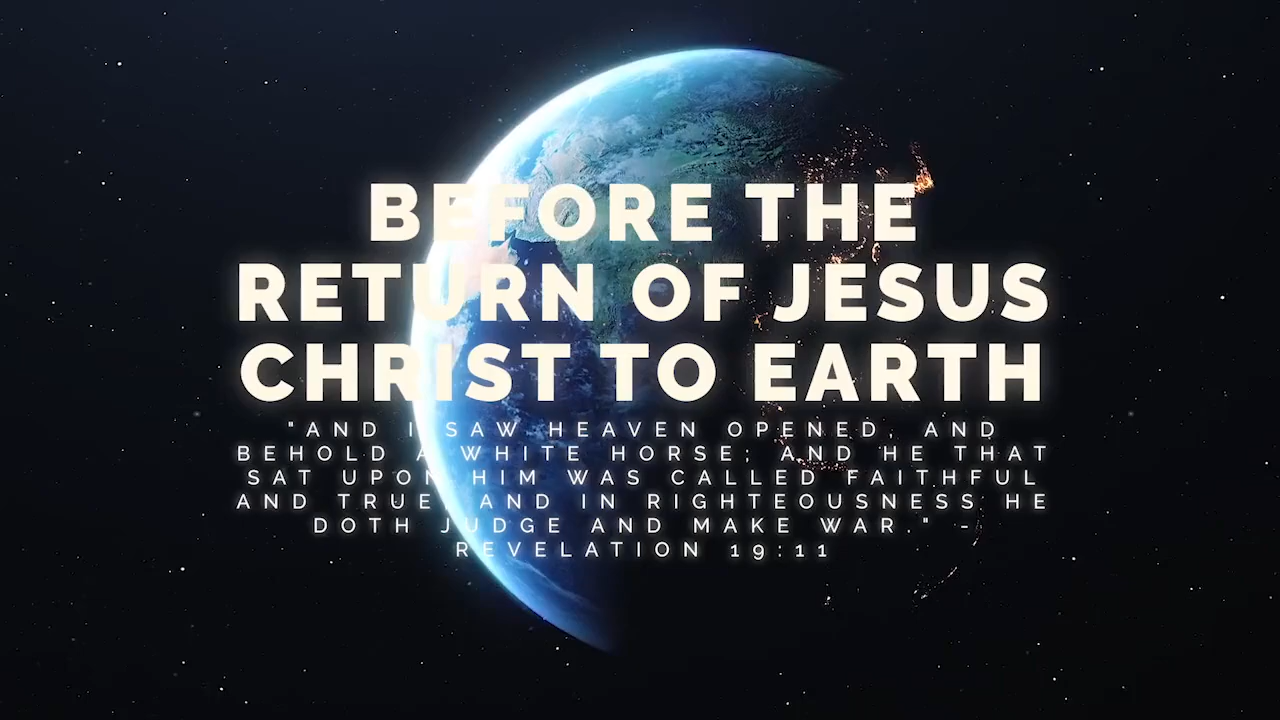 BEFORE THE
RETURN OF JESUS
CHRIST TO EARTH
"AND I SAW HEAVEN OPENED, AND
BEHOLD A WHITE HORSE; AND HE THAT
SAT UPON HIM WAS CALLED FAITHFUL
AND TRUE, AND IN RIGHTEOUSNESS HE
DOTH JUDGE AND MAKE WAR." -
REVELATION 19:11